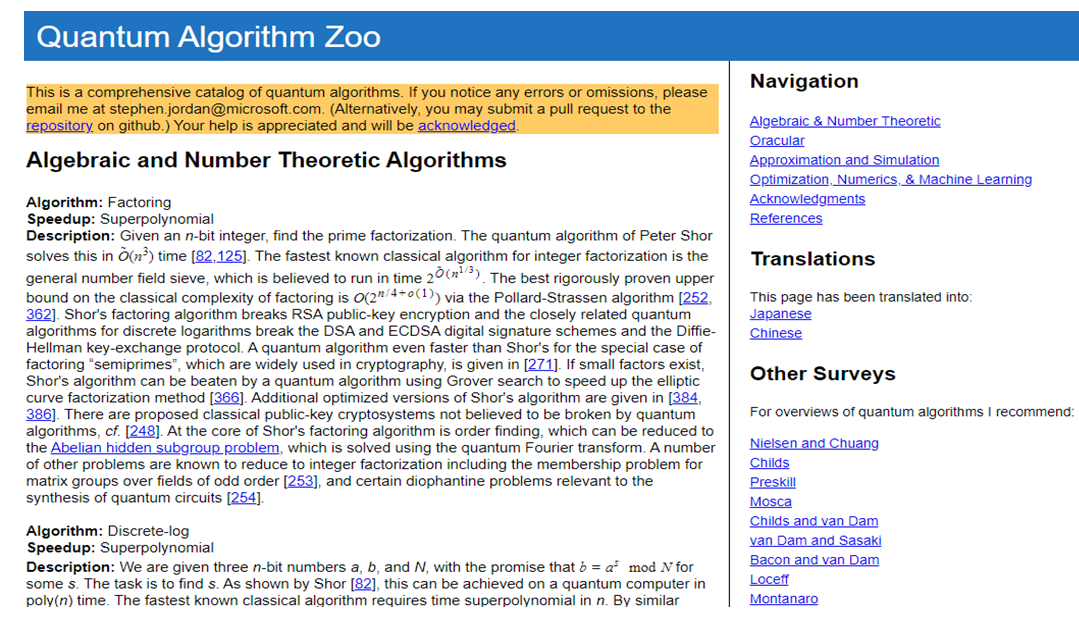 Quantum Algorithm Zoo
This is a comprehensive catalog of quantum algorithms. If you notice any errors or omissions, please
email me at stephen.jordan@microsoft.com. (Alternatively, you may submit a pull request to the
repository on github.) Your help is appreciated and will be acknowledged.
Algebraic and Number Theoretic Algorithms
Algorithm: Factoring
Speedup: Superpolynomial
Description: Given an n-bit integer, find the prime factorization. The quantum algorithm of Peter Shor
solves this in Õ(n³) time [82,125]. The fastest known classical algorithm for integer factorization is the
general number field sieve, which is believed to run in time 2^Õ(n^1/3). The best rigorously proven upper
bound on the classical complexity of factoring is O(2^n/4+o(1)) via the Pollard-Strassen algorithm [252,
362]. Shor's factoring algorithm breaks RSA public-key encryption and the closely related quantum
algorithms for discrete logarithms break the DSA and ECDSA digital signature schemes and the Diffie-
Hellman key-exchange protocol. A quantum algorithm even faster than Shor's for the special case of
factoring “semiprimes”, which are widely used in cryptography, is given in [271]. If small factors exist,
Shor's algorithm can be beaten by a quantum algorithm using Grover search to speed up the elliptic
curve factorization method [366]. Additional optimized versions of Shor's algorithm are given in [384,
386]. There are proposed classical public-key cryptosystems not believed to be broken by quantum
algorithms, cf. [248]. At the core of Shor's factoring algorithm is order finding, which can be reduced to
the Abelian hidden subgroup problem, which is solved using the quantum Fourier transform. A number
of other problems are known to reduce to integer factorization including the membership problem for
matrix groups over fields of odd order [253], and certain diophantine problems relevant to the
synthesis of quantum circuits [254].
Algorithm: Discrete-log
Speedup: Superpolynomial
Description: We are given three n-bit numbers a, b, and N, with the promise that b = a^s mod N for
some s. The task is to find s. As shown by Shor [82], this can be achieved on a quantum computer in
poly(n) time. The fastest known classical algorithm requires time superpolynomial in n. By similar
Navigation
Algebraic & Number Theoretic
Oracular
Approximation and Simulation
Optimization, Numerics, & Machine Learning
Acknowledgments
References
Translations
This page has been translated into:
Japanese
Chinese
Other Surveys
For overviews of quantum algorithms I recommend:
Nielsen and Chuang
Childs
Preskill
Mosca
Childs and van Dam
van Dam and Sasaki
Bacon and van Dam
Loceff
Montanaro